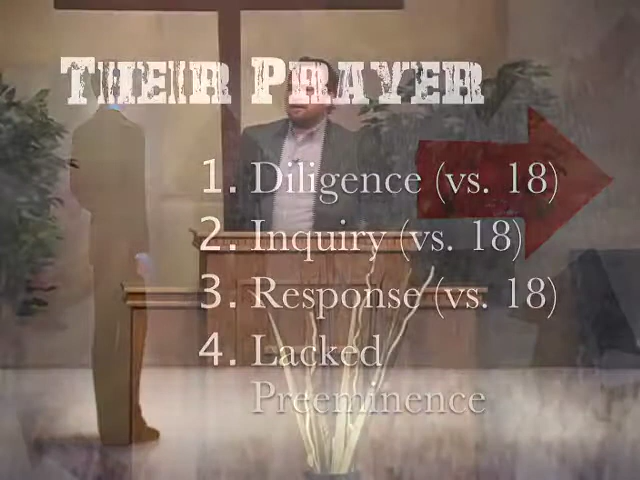 THEIR PRAYER
1. Diligence (vs. 18)
2. Inquiry (vs. 18)
3. Response (vs. 18)
4. Lacked
Preeminence